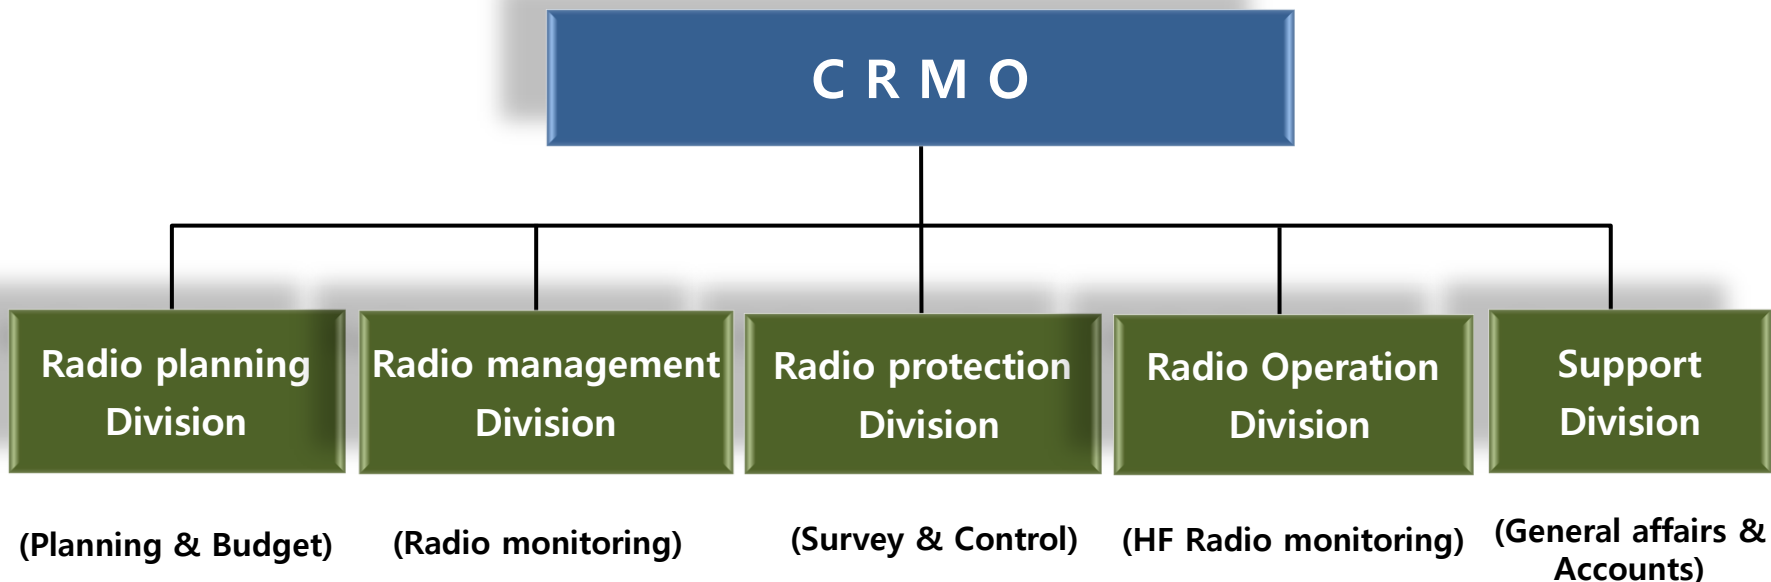 C R M O
Radio planning
Division
Radio management
Division
Radio protection
Division
Radio Operation
Division
Support
Division
(Planning & Budget)
(Radio monitoring)
(Survey & Control)
(HF Radio monitoring)
(General affairs &
Accounts)